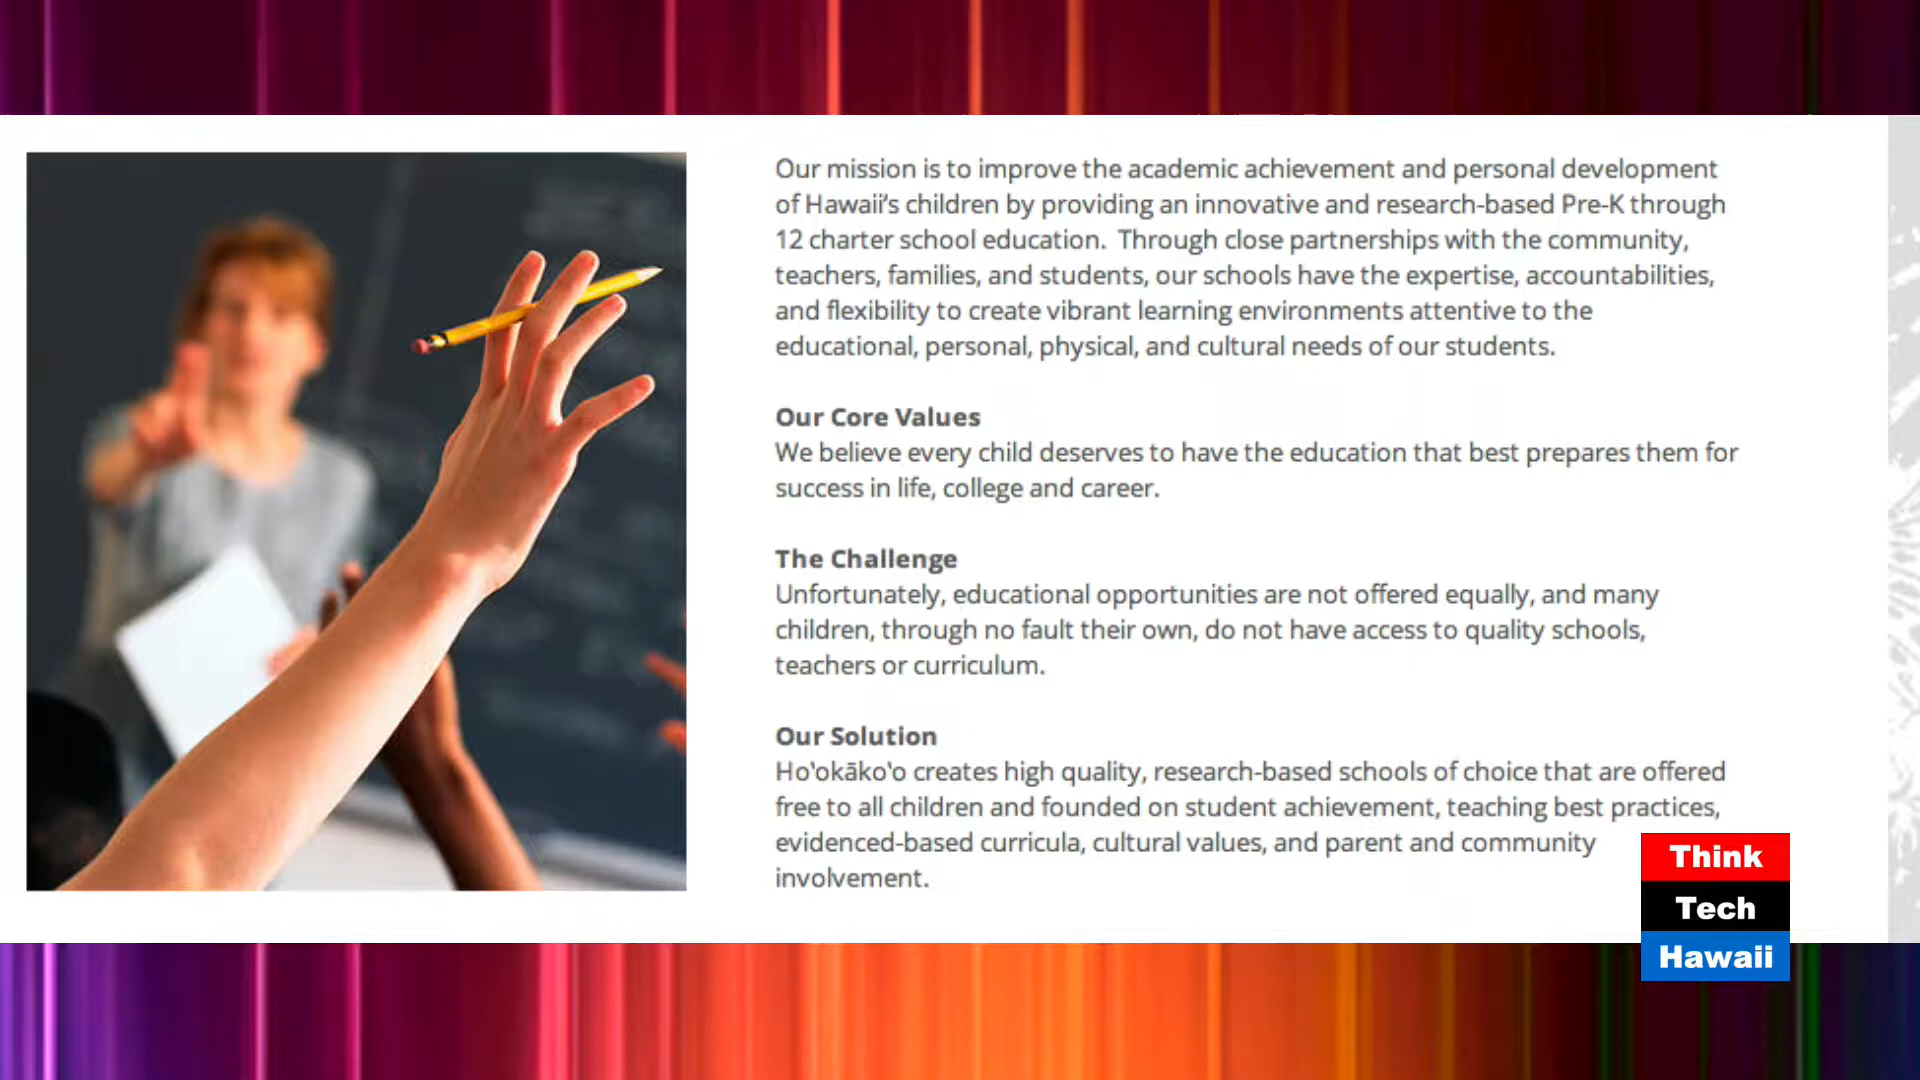 Our mission is to improve the academic achievement and personal development
of Hawaii's children by providing an innovative and research-based Pre-K through
12 charter school education.  Through close partnerships with the community,
teachers, families, and students, our schools have the expertise, accountabilities,
and flexibility to create vibrant learning environments attentive to the
educational, personal, physical, and cultural needs of our students.
Our Core Values
We believe every child deserves to have the education that best prepares them for
success in life, college and career.
The Challenge
Unfortunately, educational opportunities are not offered equally, and many
children, through no fault their own, do not have access to quality schools,
teachers or curriculum.
Our Solution
Ho‛okāko‛o creates high quality, research-based schools of choice that are offered
free to all children and founded on student achievement, teaching best practices,
evidenced-based curricula, cultural values, and parent and community
involvement.
Think
Tech
Hawaii